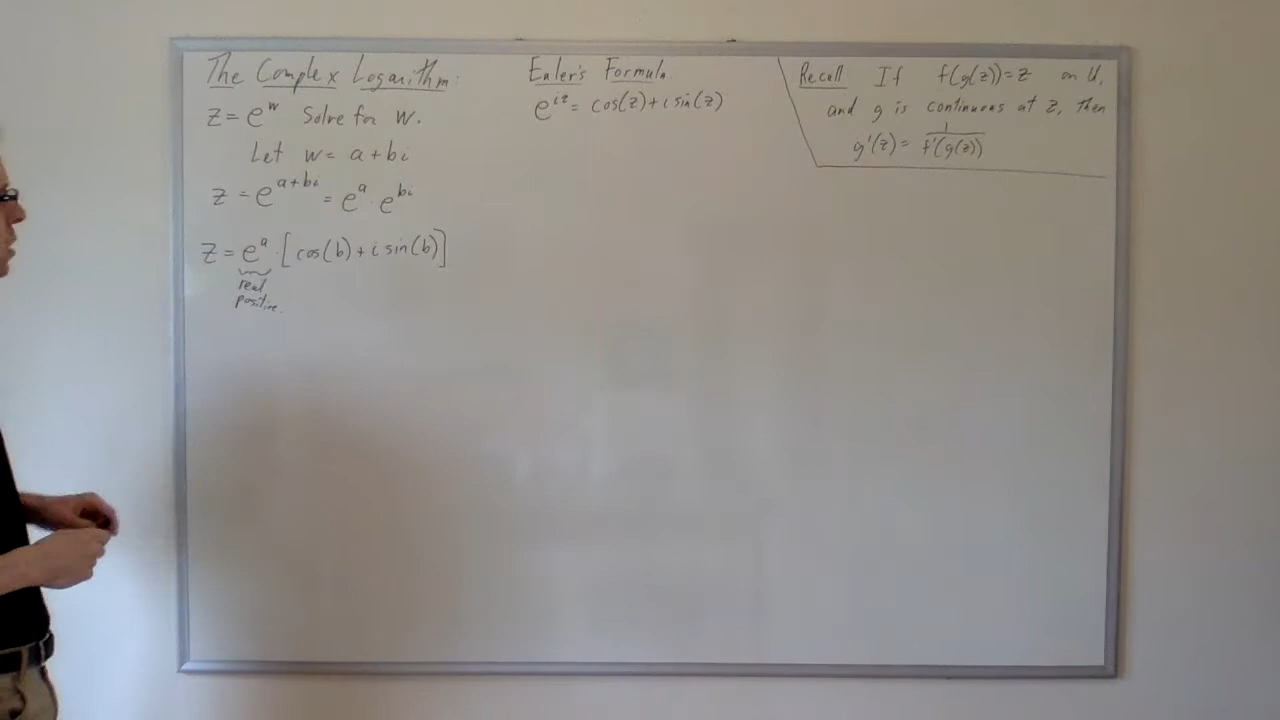 The Complex Logarithm:
z = e^w Solve for w.
Let w = a + bi
z = e^{a+bi} = e^a · e^{bi}
z = e^a · [cos(b) + i sin(b)]
real
positive.
Euler's Formula.
e^{iz} = cos(z) + i sin(z)
Recall If f(g(z)) = z on U,
and g is continuous at z, then
g'(z) = 1/f'(g(z))